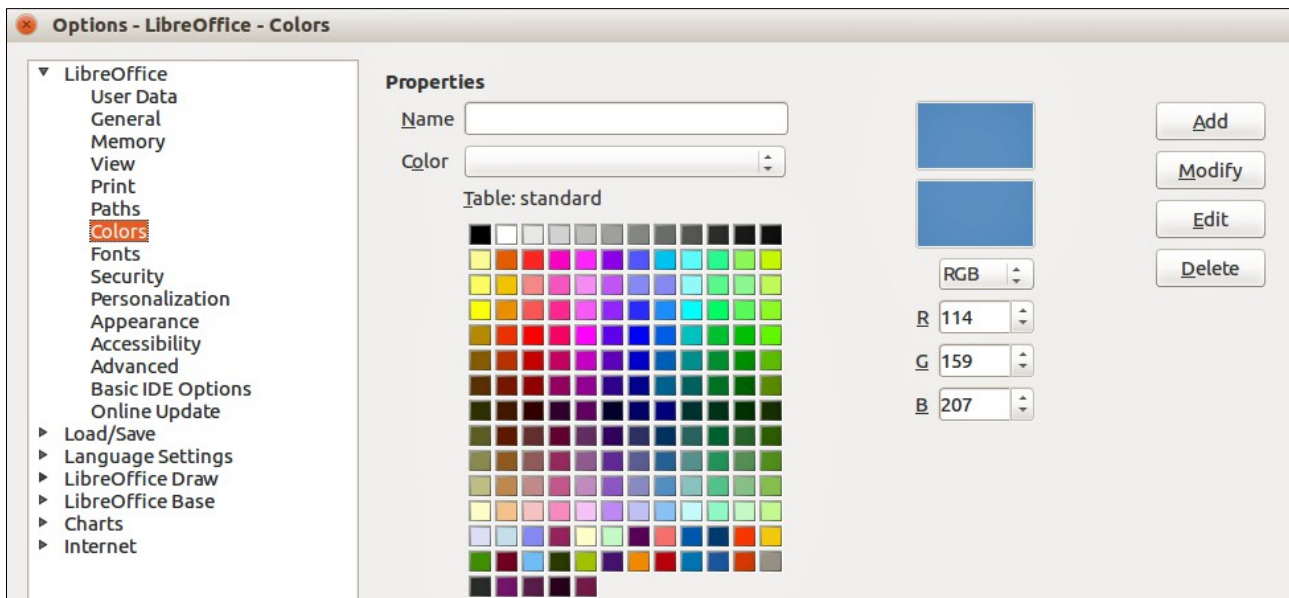 Options - LibreOffice - Colors
LibreOffice
User Data
General
Memory
View
Print
Paths
Colors
Fonts
Security
Personalization
Appearance
Accessibility
Advanced
Basic IDE Options
Online Update
Load/Save
Language Settings
LibreOffice Draw
LibreOffice Base
Charts
Internet
Properties
Name
Color
Table: standard
RGB
R 114
G 159
B 207
Add
Modify
Edit
Delete